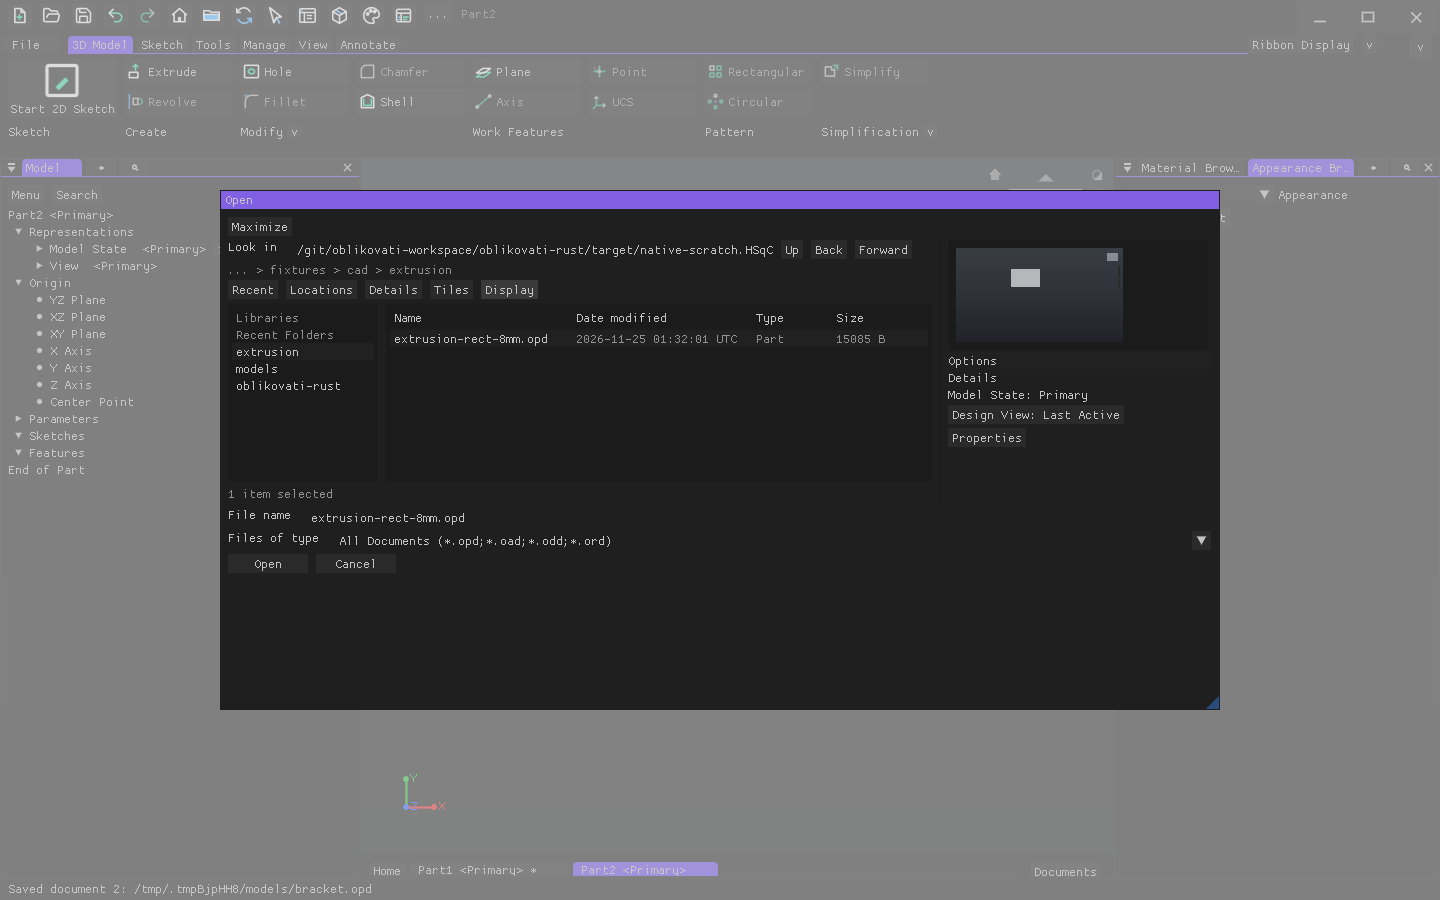 ... Part2
File 3D Model Sketch Tools Manage View Annotate Ribbon Display v v
Start 2D Sketch
Extrude
Revolve
Hole
Fillet
Chamfer
Shell
Plane
Axis
Point
UCS
Rectangular
Circular
Simplify
Sketch Create Modify v Work Features Pattern Simplification v
Model
Menu Search
Part2 <Primary>
Representations
Model State <Primary>
View <Primary>
Origin
YZ Plane
XZ Plane
XY Plane
X Axis
Y Axis
Z Axis
Center Point
Parameters
Sketches
Features
End of Part
Material Brow… Appearance Br…
Appearance
Open
Maximize
Look in /git/oblikovati-workspace/oblikovati-rust/target/native-scratch.HSqC Up Back Forward
... > fixtures > cad > extrusion
Recent Locations Details Tiles Display
Libraries
Recent Folders
extrusion
models
oblikovati-rust
Name Date modified Type Size
extrusion-rect-8mm.opd 2026-11-25 01:32:01 UTC Part 15085 B
Options
Details
Model State: Primary
Design View: Last Active
Properties
1 item selected
File name extrusion-rect-8mm.opd
Files of type All Documents (*.opd;*.oad;*.odd;*.ord)
Open Cancel
Y
Z X
Home Part1 <Primary> * Part2 <Primary> Documents
Saved document 2: /tmp/.tmpBjpHH8/models/bracket.opd